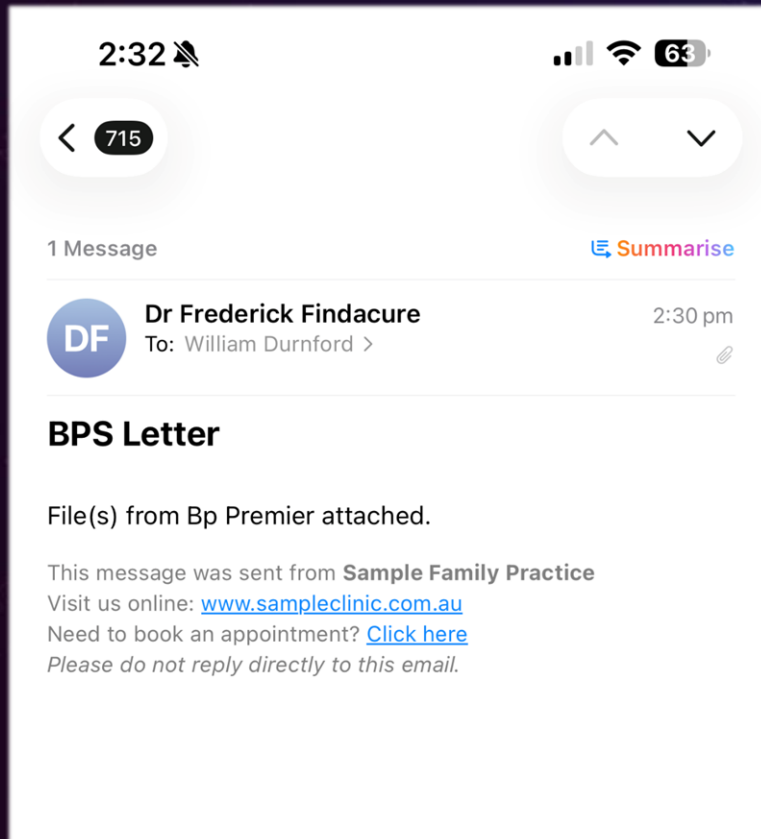 2:32
63
715
1 Message
Summarise
DF
Dr Frederick Findacure
2:30 pm
To: William Durnford >
BPS Letter
File(s) from Bp Premier attached.
This message was sent from Sample Family Practice
Visit us online: www.sampleclinic.com.au
Need to book an appointment? Click here
Please do not reply directly to this email.